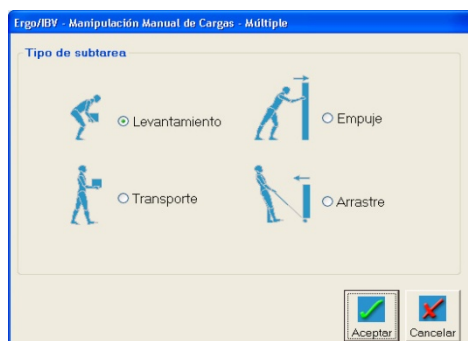 Ergo/IBV - Manipulación Manual de Cargas - Múltiple
Tipo de subtarea
Levantamiento
Empuje
Transporte
Arrastre
Aceptar
Cancelar